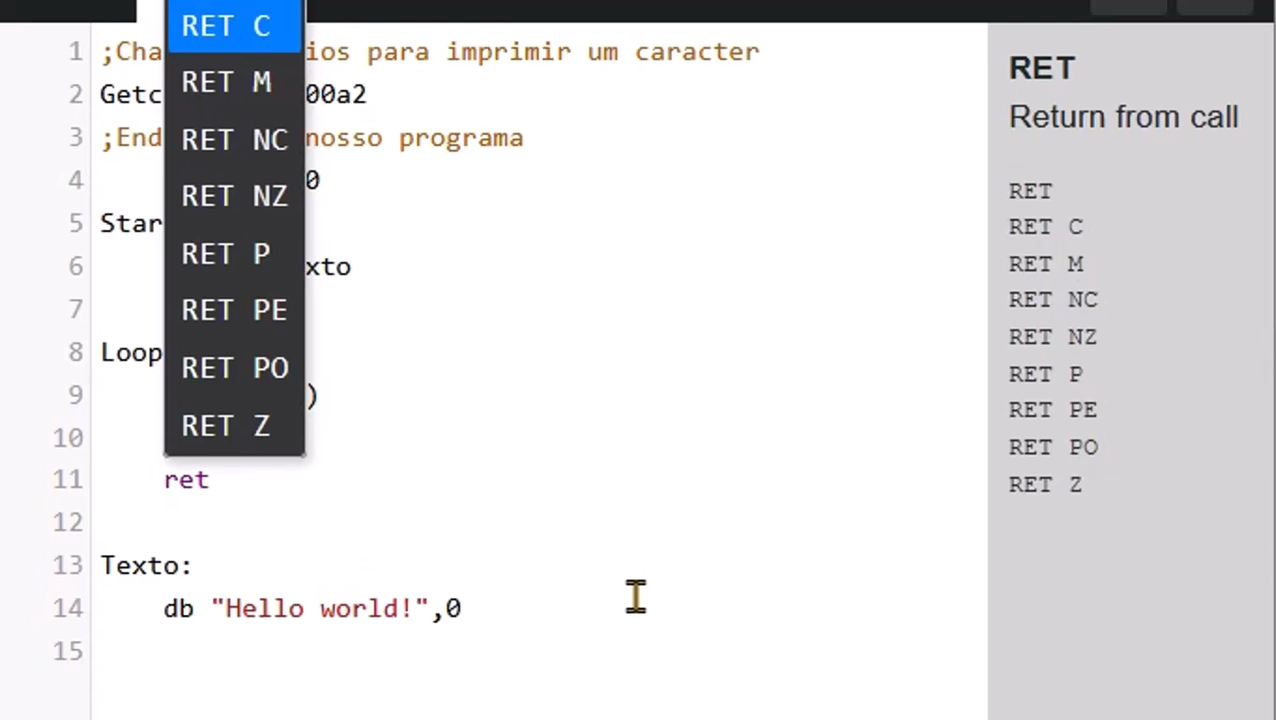 RET C
RET M
RET NC
RET NZ
RET P
RET PE
RET PO
RET Z
1 ;Cha ios para imprimir um caracter
2 Getc 00a2
3 ;End nosso programa
4 0
5 Star
6 xto
7
8 Loop
9 )
10
11 ret
12
13 Texto:
14 db "Hello world!",0
15
RET
Return from call
RET
RET C
RET M
RET NC
RET NZ
RET P
RET PE
RET PO
RET Z